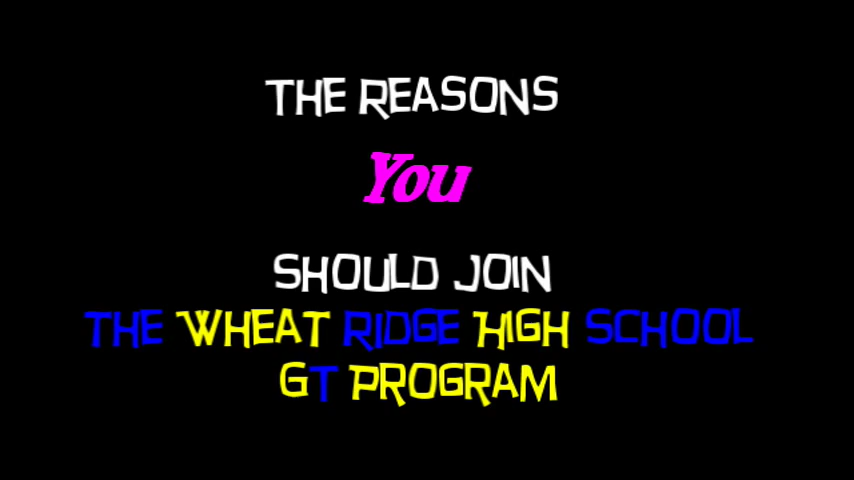 THE REASONS
You
SHOULD JOIN
THE WHEAT RIDGE HIGH SCHOOL
GT PROGRAM